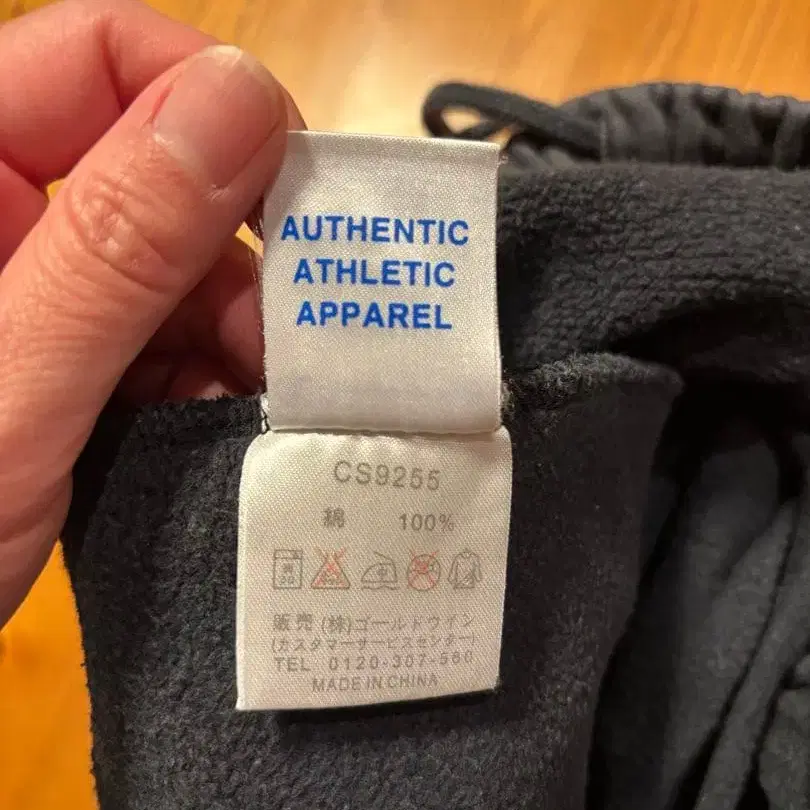 AUTHENTIC
ATHLETIC
APPAREL
CS9255
綿 100%
販売 (株)ゴールドウイン
(カスタマーサービスセンター)
TEL 0120-307-560
MADE IN CHINA